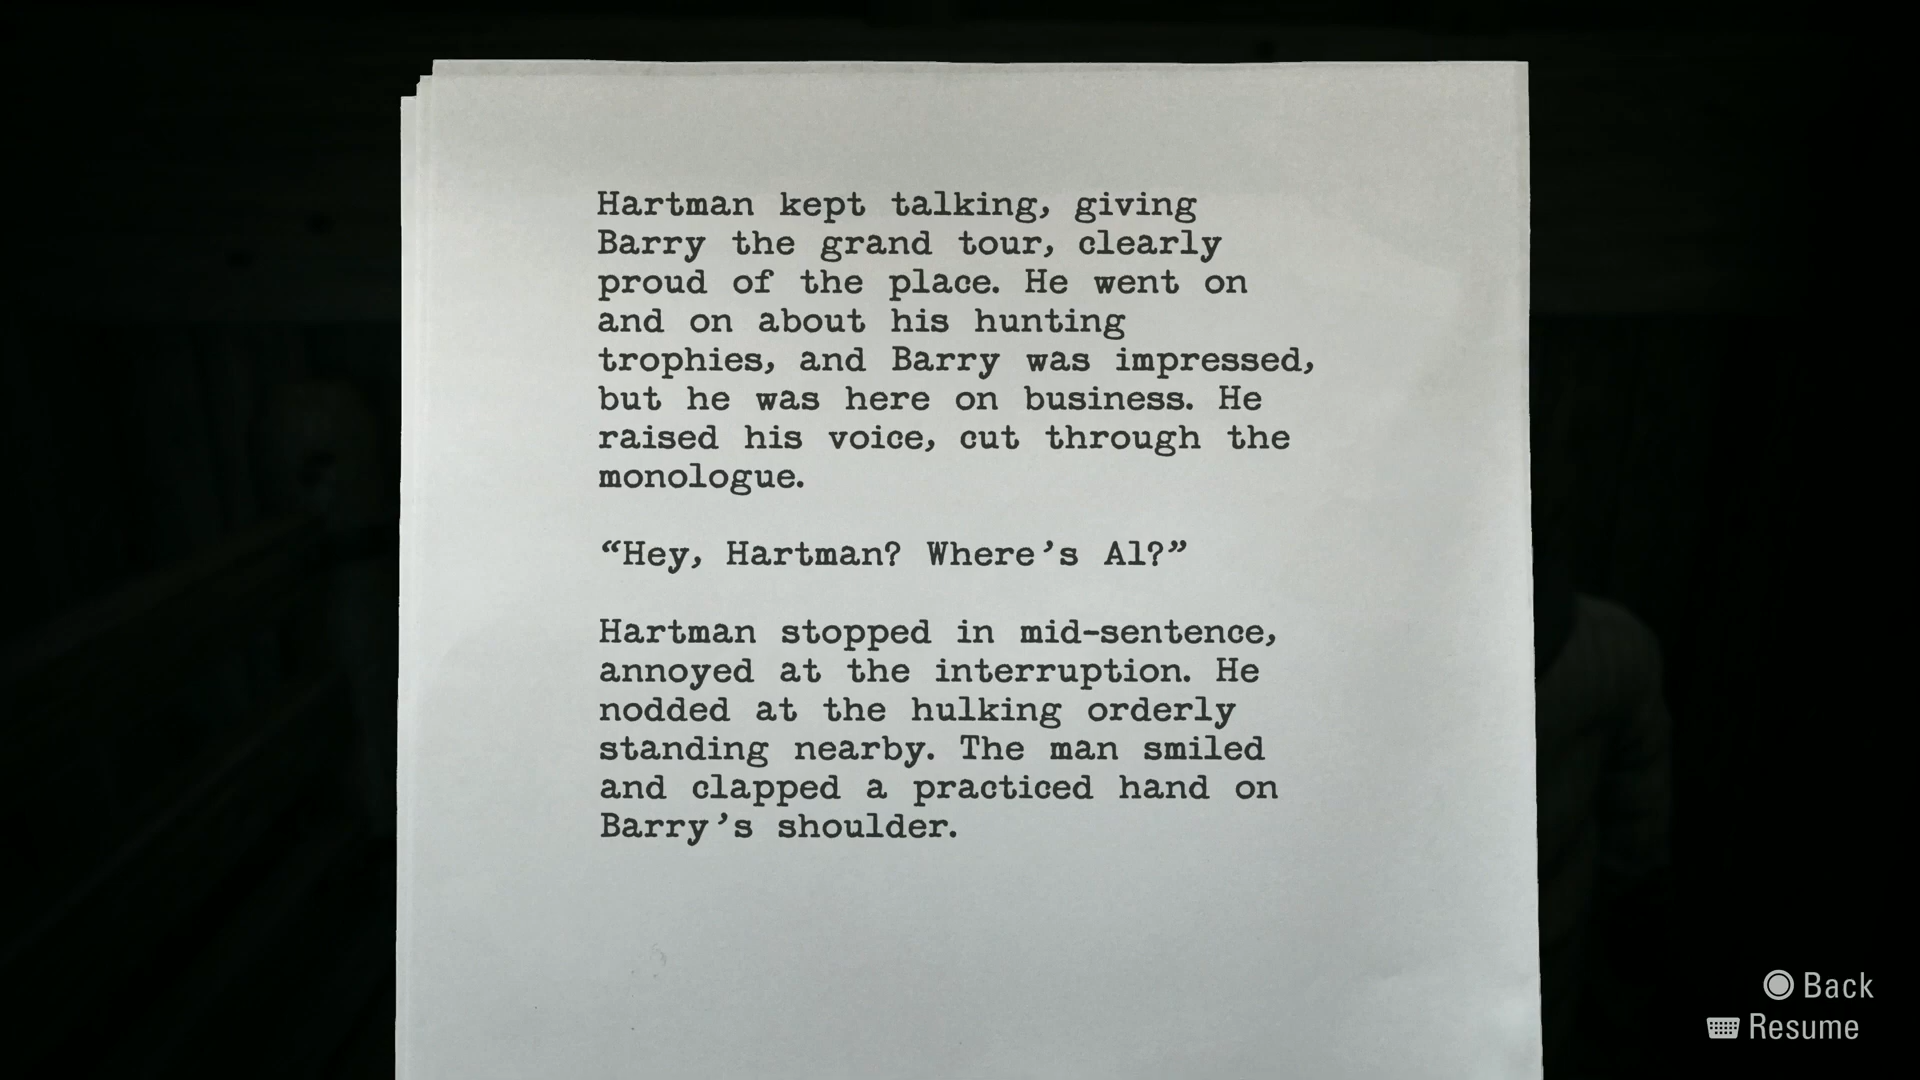 Hartman kept talking, giving
Barry the grand tour, clearly
proud of the place. He went on
and on about his hunting
trophies, and Barry was impressed,
but he was here on business. He
raised his voice, cut through the
monologue.
“Hey, Hartman? Where’s Al?”
Hartman stopped in mid-sentence,
annoyed at the interruption. He
nodded at the hulking orderly
standing nearby. The man smiled
and clapped a practiced hand on
Barry’s shoulder.
Back
Resume